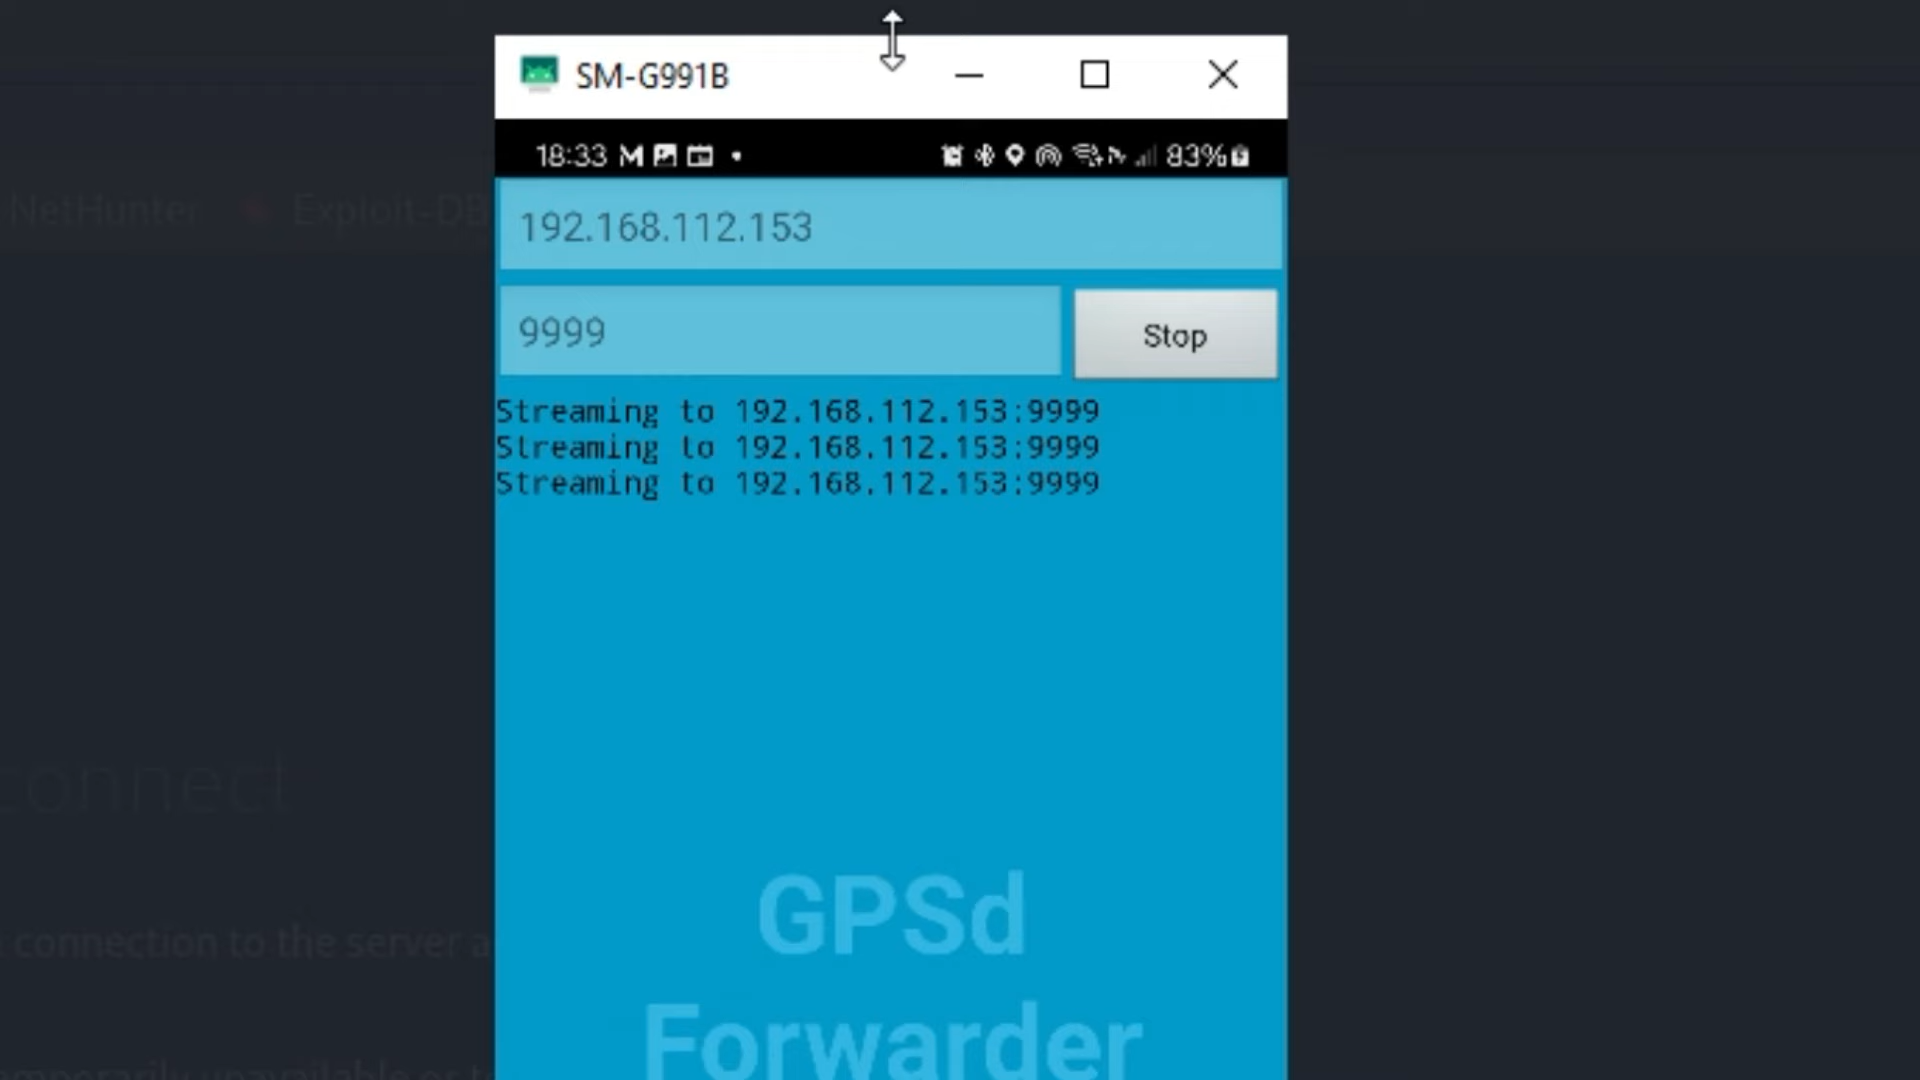 SM-G991B
18:33
83%
NetHunter
Exploit-DB
192.168.112.153
9999
Stop
Streaming to 192.168.112.153:9999
Streaming to 192.168.112.153:9999
Streaming to 192.168.112.153:9999
connect
connection to the server a
GPSd
Forwarder